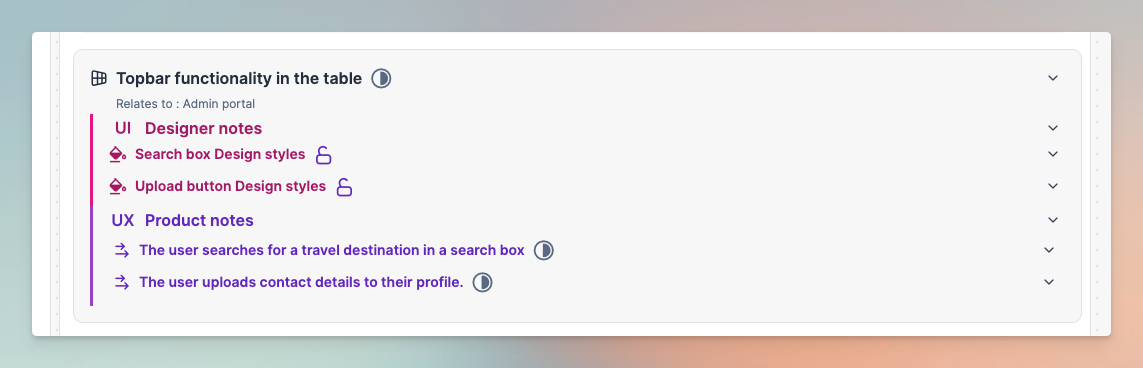 Topbar functionality in the table
Relates to : Admin portal
UI Designer notes
Search box Design styles
Upload button Design styles
UX Product notes
The user searches for a travel destination in a search box
The user uploads contact details to their profile.